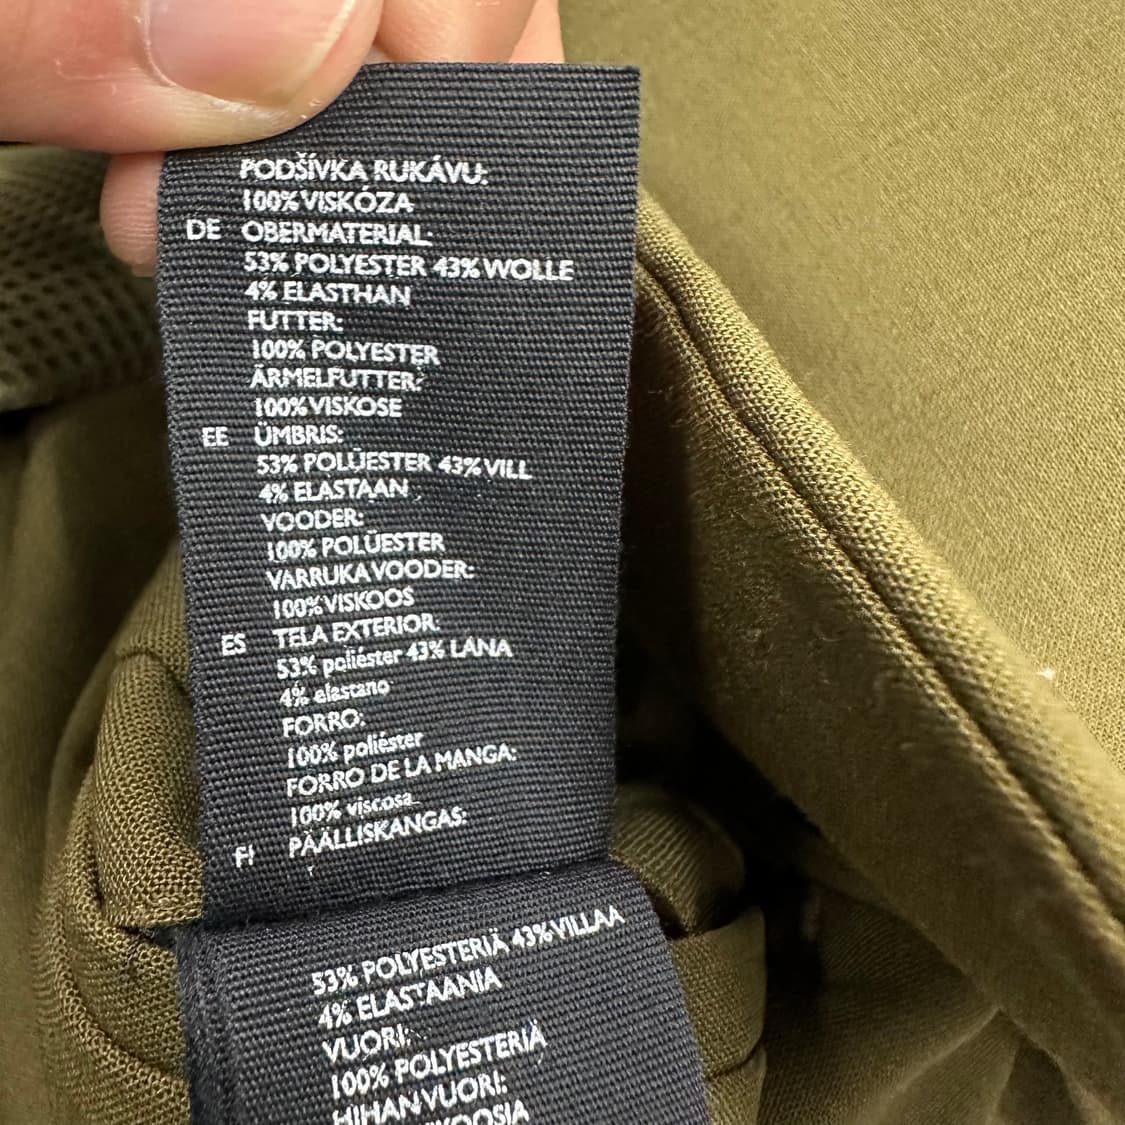 PODŠÍVKA RUKÁVU:
100% VISKÓZA
DE OBERMATERIAL
53% POLYESTER 43% WOLLE
4% ELASTHAN
FUTTER:
100% POLYESTER
ÄRMELFUTTER:
100% VISKOSE
EE ÜMBRIS:
53% POLÜESTER 43% VILL
4% ELASTAAN
VOODER:
100% POLÜESTER
VARRUKAVOODER:
100% VISKOOS
ES TELA EXTERIOR:
53% poliéster 43% LANA
4% elastano
FORRO:
100% poliéster
FORRO DE LA MANGA:
100% viscosa
FI PÄÄLLISKANGAS:
53% POLYESTERIÄ 43% VILLAA
4% ELASTAANIA
VUORI:
100% POLYESTERIÄ
HIHANVUORI: